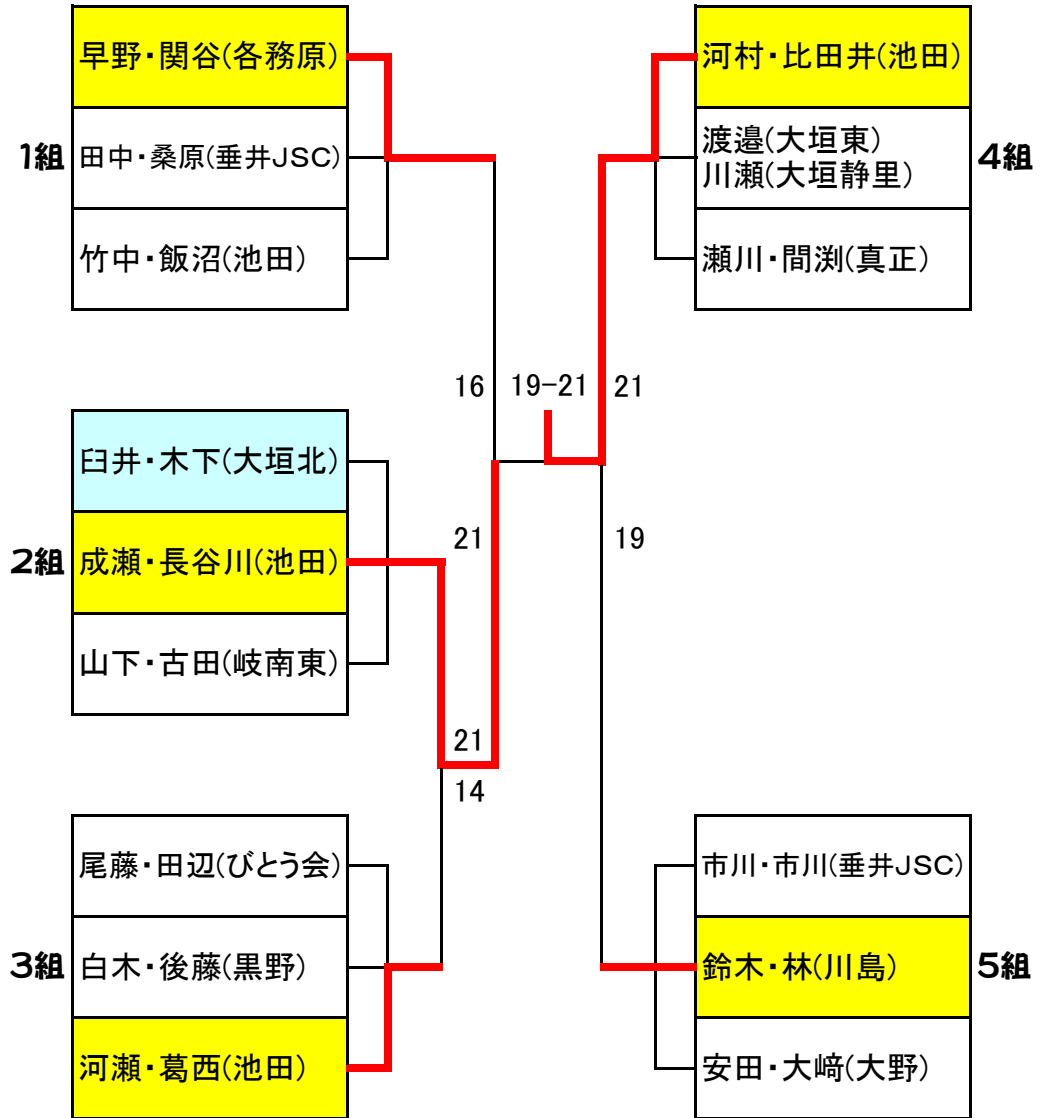 早野・関谷(各務原)
1組
田中・桑原(垂井JSC)
竹中・飯沼(池田)
河村・比田井(池田)
渡邉(大垣東)
川瀬(大垣静里)
4組
瀬川・間渕(真正)
16
19-21
21
臼井・木下(大垣北)
2組
成瀬・長谷川(池田)
山下・古田(岐南東)
21
19
21
14
尾藤・田辺(びとう会)
3組
白木・後藤(黒野)
河瀬・葛西(池田)
市川・市川(垂井JSC)
鈴木・林(川島)
5組
安田・大﨑(大野)